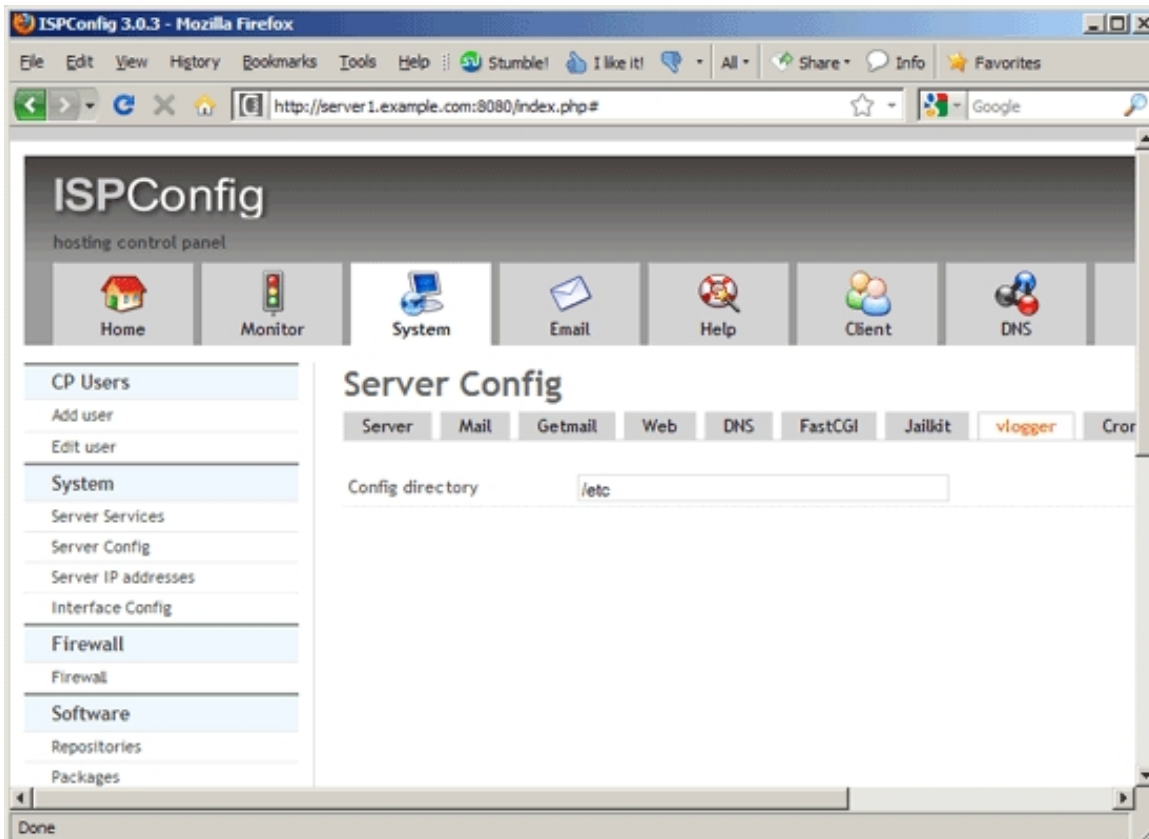 ISPConfig 3.0.3 - Mozilla Firefox
File Edit View History Bookmarks Tools Help Stumble! I like it! All Share Info Favorites
http://server1.example.com:8080/index.php# Google
ISPConfig
hosting control panel
Home Monitor System Email Help Client DNS
CP Users
Add user
Edit user
System
Server Services
Server Config
Server IP addresses
Interface Config
Firewall
Firewall
Software
Repositories
Packages
Server Config
Server Mail Getmail Web DNS FastCGI Jailkit vlogger Cron
Config directory /etc
Done